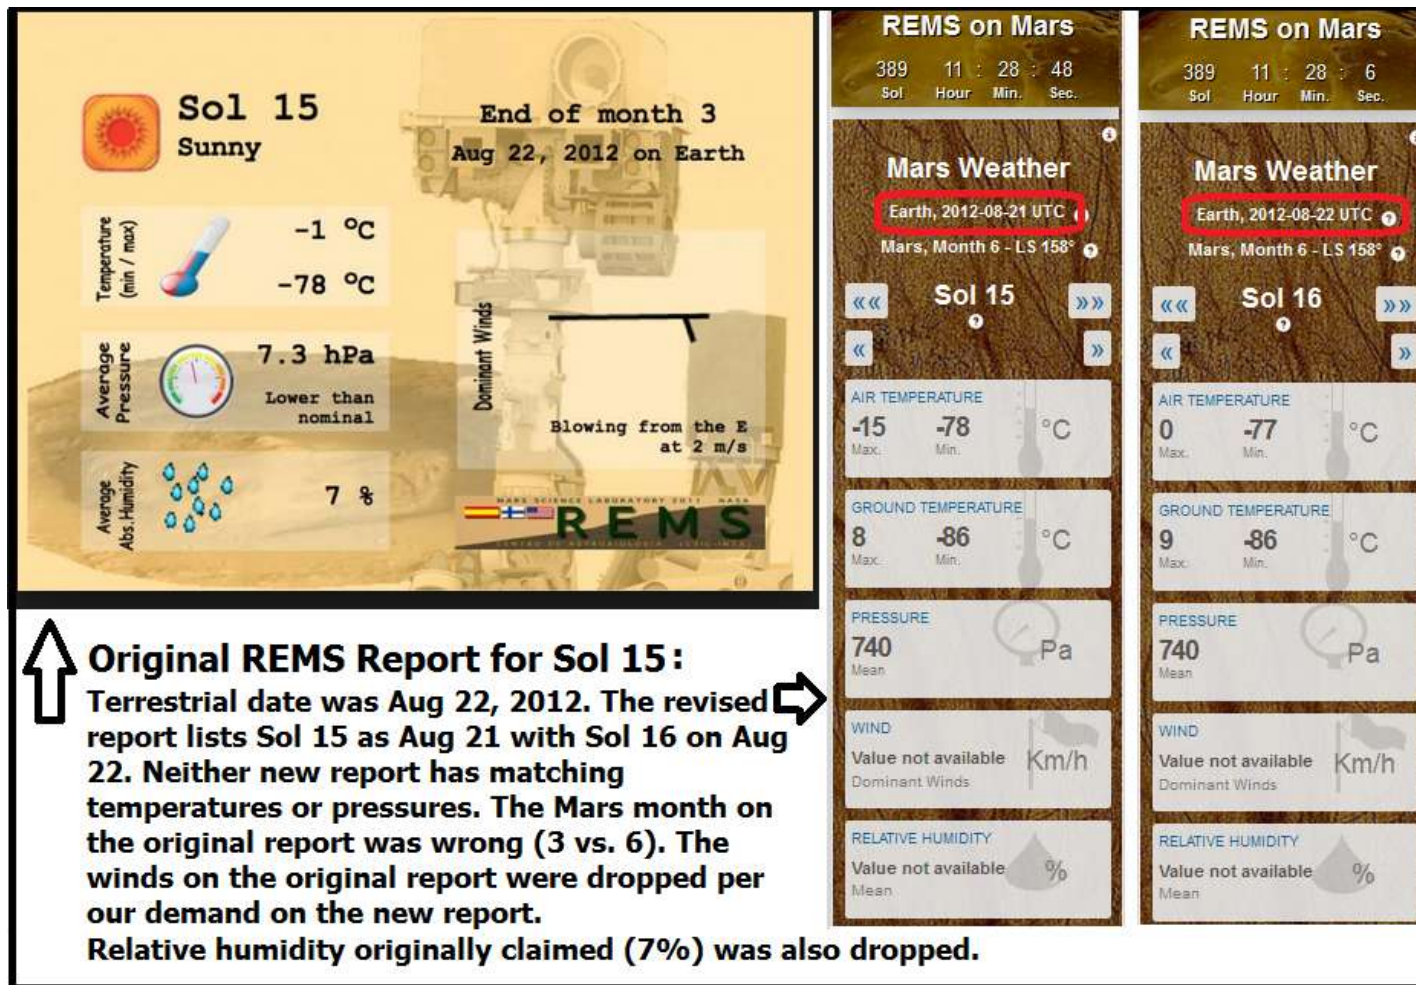 Sol 15
Sunny
End of month 3
Aug 22, 2012 on Earth
Temperature
(min / max)
-1 °C
-78 °C
Average
Pressure
7.3 hPa
Lower than
nominal
Average
Abs.Humidity
7 %
Dominant Winds
Blowing from the E
at 2 m/s
MARS SCIENCE LABORATORY 2011 NASA
REMS
REMS on Mars
389 11 : 28 : 48
Sol Hour Min. Sec.
Mars Weather
Earth, 2012-08-21 UTC ?
Mars, Month 6 - LS 158° ?
«« Sol 15 »»
?
« »
AIR TEMPERATURE
-15 -78 °C
Max. Min.
GROUND TEMPERATURE
8 -86 °C
Max. Min.
PRESSURE
740 Pa
Mean
WIND
Value not available Km/h
Dominant Winds
RELATIVE HUMIDITY
Value not available %
Mean
REMS on Mars
389 11 : 28 : 6
Sol Hour Min. Sec.
Mars Weather
Earth, 2012-08-22 UTC ?
Mars, Month 6 - LS 158° ?
«« Sol 16 »»
?
« »
AIR TEMPERATURE
0 -77 °C
Max. Min.
GROUND TEMPERATURE
9 -86 °C
Max. Min.
PRESSURE
740 Pa
Mean
WIND
Value not available Km/h
Dominant Winds
RELATIVE HUMIDITY
Value not available %
Mean
Original REMS Report for Sol 15:
Terrestrial date was Aug 22, 2012. The revised
report lists Sol 15 as Aug 21 with Sol 16 on Aug
22. Neither new report has matching
temperatures or pressures. The Mars month on
the original report was wrong (3 vs. 6). The
winds on the original report were dropped per
our demand on the new report.
Relative humidity originally claimed (7%) was also dropped.